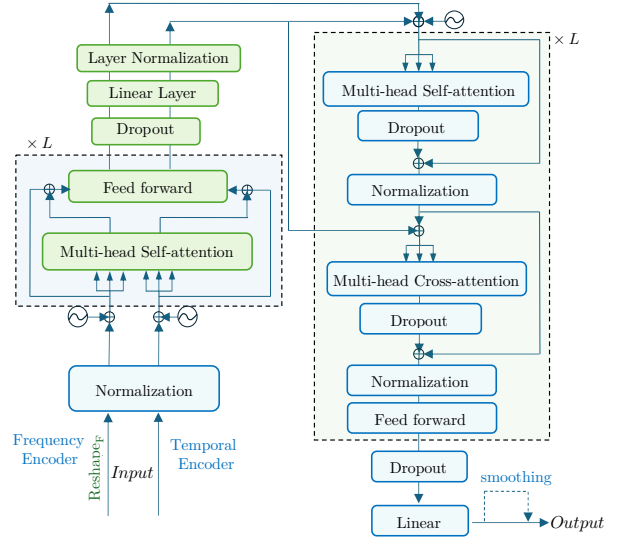 Layer Normalization
Linear Layer
Dropout
× L
Feed forward
Multi-head Self-attention
Normalization
Frequency
Encoder
Reshape_F
Input
Temporal
Encoder
× L
Multi-head Self-attention
Dropout
Normalization
Multi-head Cross-attention
Dropout
Normalization
Feed forward
Dropout
smoothing
Linear
Output